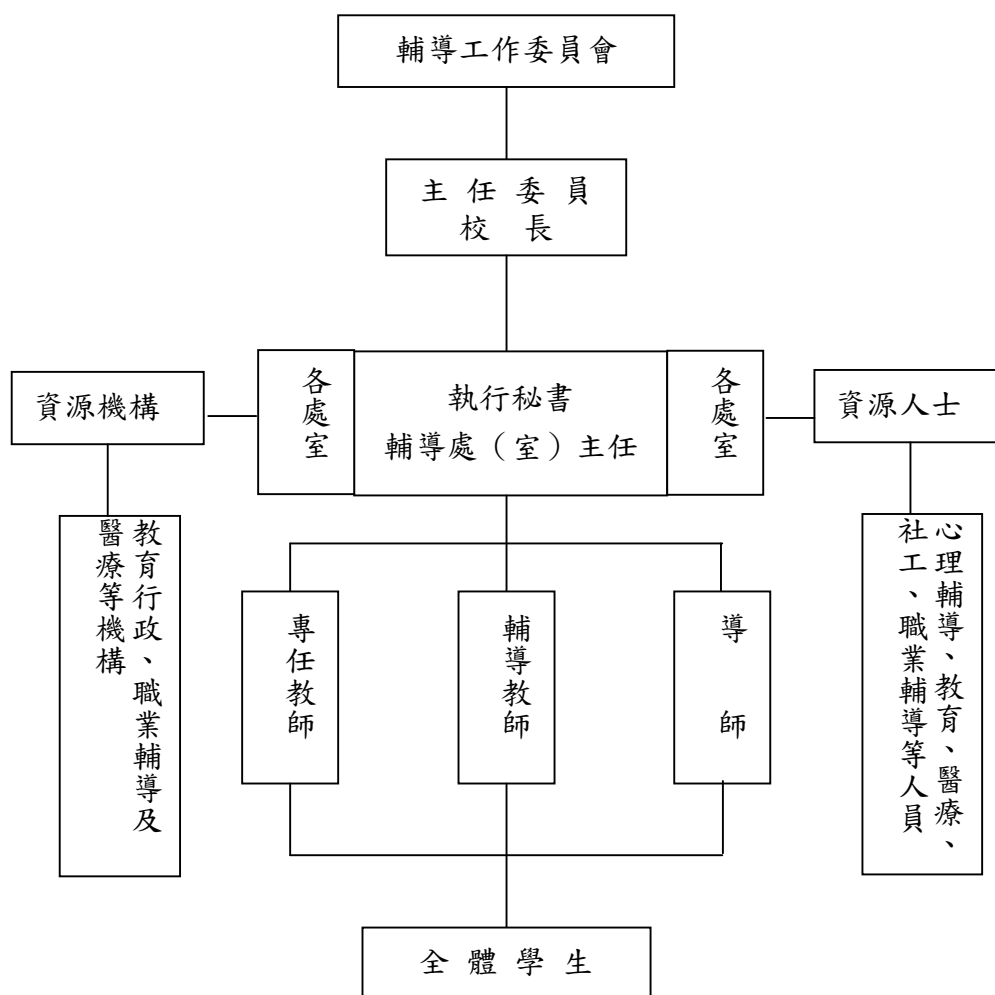 輔導工作委員會
主任委員
校長
資源機構
各處室
執行秘書
輔導處（室）主任
各處室
資源人士
教育行政、職業輔導及
醫療等機構
專任教師
輔導教師
導師
心理輔導、教育、醫療、
社工、職業輔導等人員
全體學生